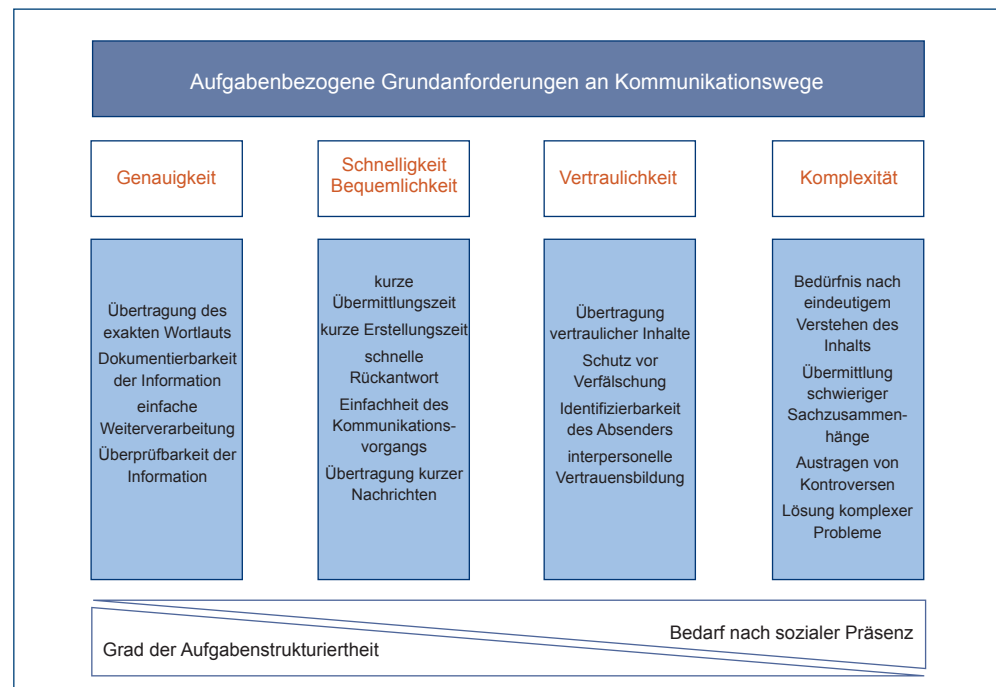 Aufgabenbezogene Grundanforderungen an Kommunikationswege
Genauigkeit
Schnelligkeit
Bequemlichkeit
Vertraulichkeit
Komplexität
Übertragung des
exakten Wortlauts
Dokumentierbarkeit
der Information
einfache
Weiterverarbeitung
Überprüfbarkeit der
Information
kurze
Übermittlungszeit
kurze Erstellungszeit
schnelle
Rückantwort
Einfachheit des
Kommunikations-
vorgangs
Übertragung kurzer
Nachrichten
Übertragung
vertraulicher Inhalte
Schutz vor
Verfälschung
Identifizierbarkeit
des Absenders
interpersonelle
Vertrauensbildung
Bedürfnis nach
eindeutigem
Verstehen des
Inhalts
Übermittlung
schwieriger
Sachzusammen-
hänge
Austragen von
Kontroversen
Lösung komplexer
Probleme
Grad der Aufgabenstrukturiertheit
Bedarf nach sozialer Präsenz